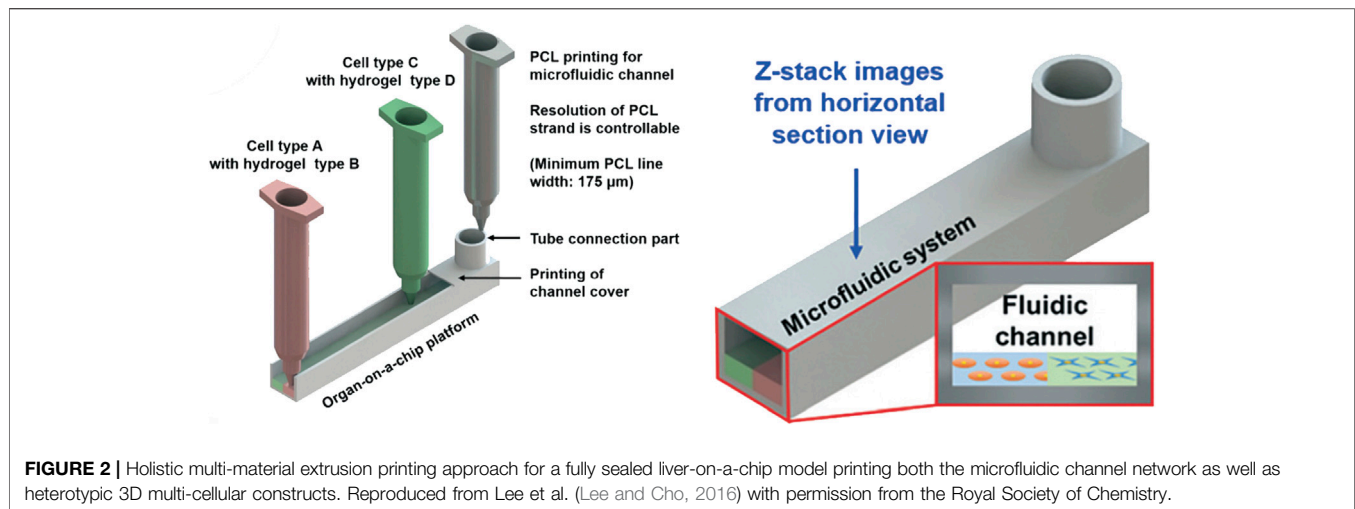 Cell type A
with hydrogel type B
Cell type C
with hydrogel type D
PCL printing for
microfluidic channel
Resolution of PCL
strand is controllable
(Minimum PCL line
width: 175 µm)
Tube connection part
Printing of
channel cover
Organ-on-a-chip platform
Z-stack images
from horizontal
section view
Microfluidic system
Fluidic
channel
FIGURE 2 | Holistic multi-material extrusion printing approach for a fully sealed liver-on-a-chip model printing both the microfluidic channel network as well as
heterotypic 3D multi-cellular constructs. Reproduced from Lee et al. (Lee and Cho, 2016) with permission from the Royal Society of Chemistry.